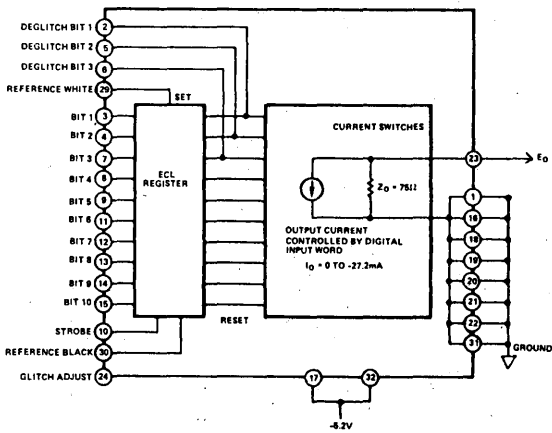 DEGLITCH BIT 1 2
DEGLITCH BIT 2 5
DEGLITCH BIT 3 6
REFERENCE WHITE 29
SET
BIT 1 3
BIT 2 4
BIT 3 7
BIT 4 8
BIT 5 9
BIT 6 11
BIT 7 12
BIT 8 13
BIT 9 14
BIT 10 15
STROBE 10
REFERENCE BLACK 30
GLITCH ADJUST 24
ECL
REGISTER
RESET
CURRENT SWITCHES
ZO = 75Ω
OUTPUT CURRENT
CONTROLLED BY DIGITAL
INPUT WORD
IO = 0 TO -27.2mA
23 EO
1
16
18
19
20
21
22
31
GROUND
17 32
-5.2V